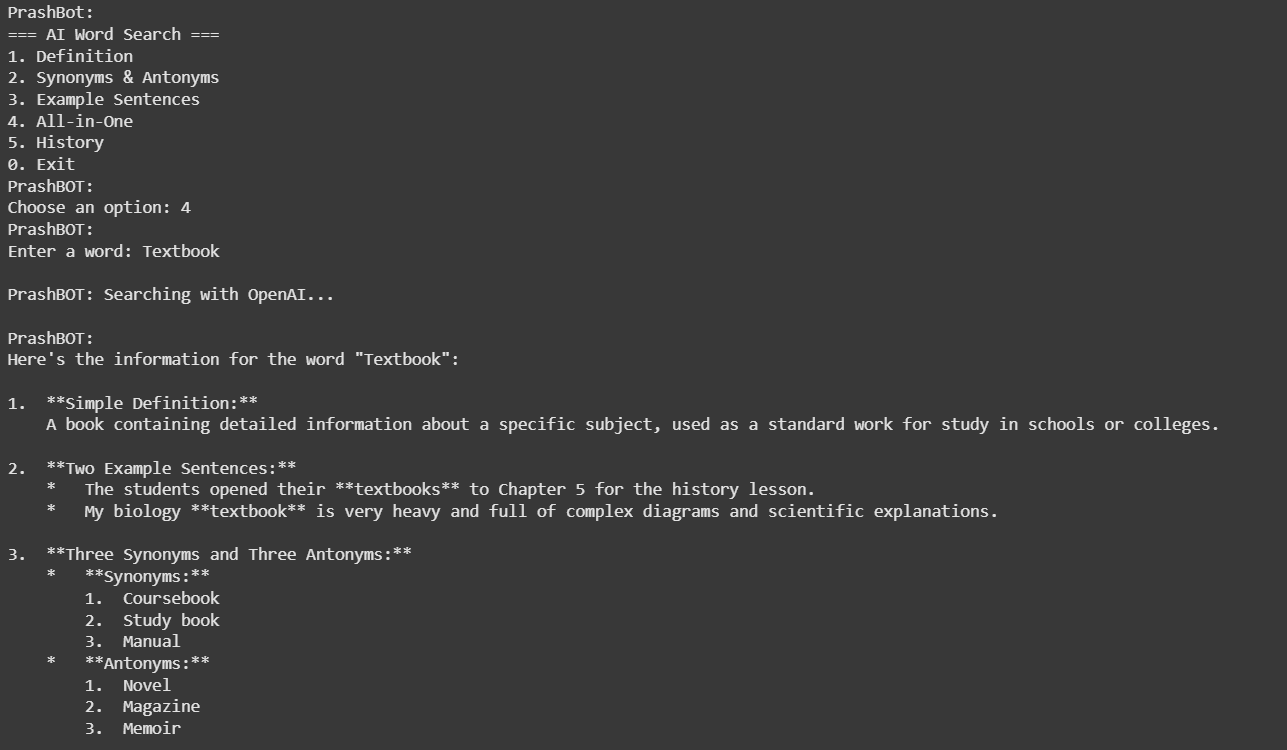 PrashBot:
=== AI Word Search ===
1. Definition
2. Synonyms & Antonyms
3. Example Sentences
4. All-in-One
5. History
0. Exit
PrashBOT:
Choose an option: 4
PrashBOT:
Enter a word: Textbook

PrashBOT: Searching with OpenAI...

PrashBOT:
Here's the information for the word "Textbook":

1.  **Simple Definition:**
    A book containing detailed information about a specific subject, used as a standard work for study in schools or colleges.

2.  **Two Example Sentences:**
    *   The students opened their **textbooks** to Chapter 5 for the history lesson.
    *   My biology **textbook** is very heavy and full of complex diagrams and scientific explanations.

3.  **Three Synonyms and Three Antonyms:**
    *   **Synonyms:**
        1.  Coursebook
        2.  Study book
        3.  Manual
    *   **Antonyms:**
        1.  Novel
        2.  Magazine
        3.  Memoir